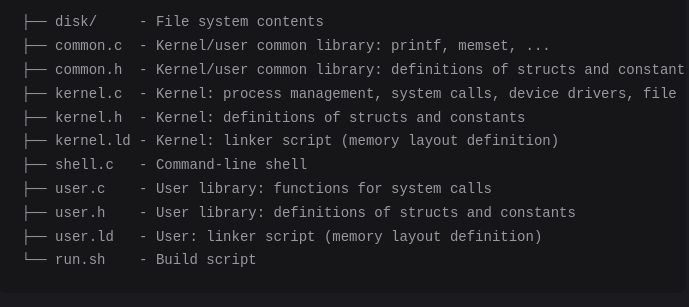 ├── disk/     - File system contents
├── common.c  - Kernel/user common library: printf, memset, ...
├── common.h  - Kernel/user common library: definitions of structs and constant
├── kernel.c  - Kernel: process management, system calls, device drivers, file
├── kernel.h  - Kernel: definitions of structs and constants
├── kernel.ld - Kernel: linker script (memory layout definition)
├── shell.c   - Command-line shell
├── user.c    - User library: functions for system calls
├── user.h    - User library: definitions of structs and constants
├── user.ld   - User: linker script (memory layout definition)
└── run.sh    - Build script